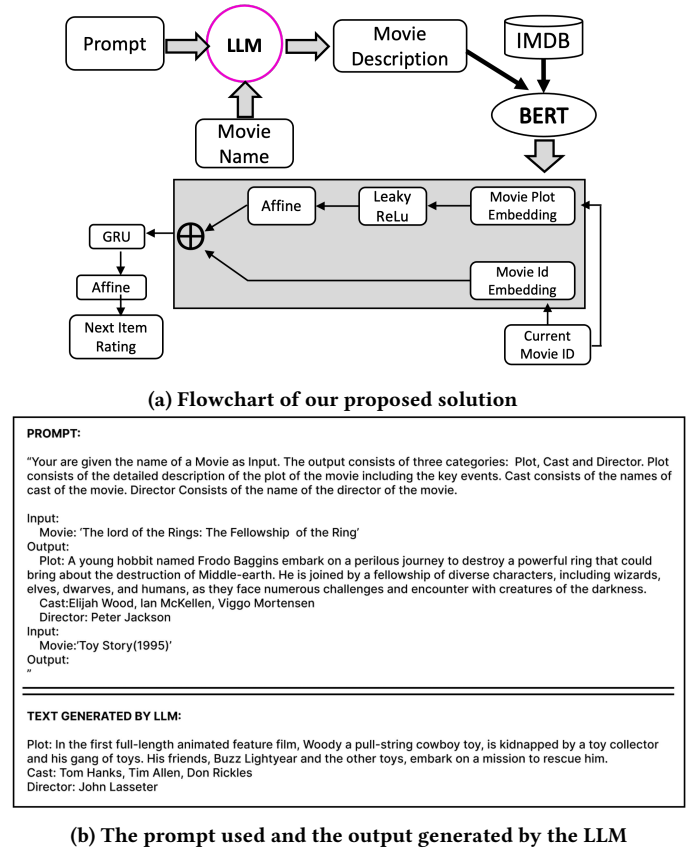 Prompt
LLM
Movie
Description
IMDB
BERT
Movie
Name
Affine
Leaky
ReLu
Movie Plot
Embedding
GRU
Movie Id
Embedding
Affine
Next Item
Rating
Current
Movie ID
(a) Flowchart of our proposed solution
PROMPT:
“Your are given the name of a Movie as Input. The output consists of three categories: Plot, Cast and Director. Plot
consists of the detailed description of the plot of the movie including the key events. Cast consists of the names of
cast of the movie. Director Consists of the name of the director of the movie.
Input:
Movie: ‘The lord of the Rings: The Fellowship of the Ring’
Output:
Plot: A young hobbit named Frodo Baggins embark on a perilous journey to destroy a powerful ring that could
bring about the destruction of Middle-earth. He is joined by a fellowship of diverse characters, including wizards,
elves, dwarves, and humans, as they face numerous challenges and encounter with creatures of the darkness.
Cast:Elijah Wood, Ian McKellen, Viggo Mortensen
Director: Peter Jackson
Input:
Movie:‘Toy Story(1995)’
Output:
”
TEXT GENERATED BY LLM:
Plot: In the first full-length animated feature film, Woody a pull-string cowboy toy, is kidnapped by a toy collector
and his gang of toys. His friends, Buzz Lightyear and the other toys, embark on a mission to rescue him.
Cast: Tom Hanks, Tim Allen, Don Rickles
Director: John Lasseter
(b) The prompt used and the output generated by the LLM